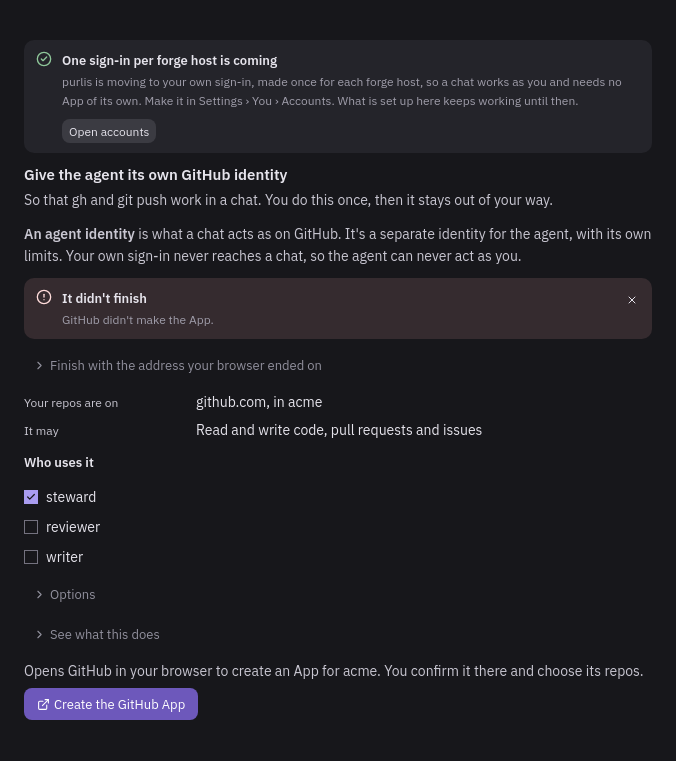 One sign-in per forge host is coming
purlis is moving to your own sign-in, made once for each forge host, so a chat works as you and needs no
App of its own. Make it in Settings › You › Accounts. What is set up here keeps working until then.
Open accounts
Give the agent its own GitHub identity
So that gh and git push work in a chat. You do this once, then it stays out of your way.
An agent identity is what a chat acts as on GitHub. It's a separate identity for the agent, with its own
limits. Your own sign-in never reaches a chat, so the agent can never act as you.
It didn't finish
GitHub didn't make the App.
Finish with the address your browser ended on
Your repos are on github.com, in acme
It may Read and write code, pull requests and issues
Who uses it
steward
reviewer
writer
Options
See what this does
Opens GitHub in your browser to create an App for acme. You confirm it there and choose its repos.
Create the GitHub App